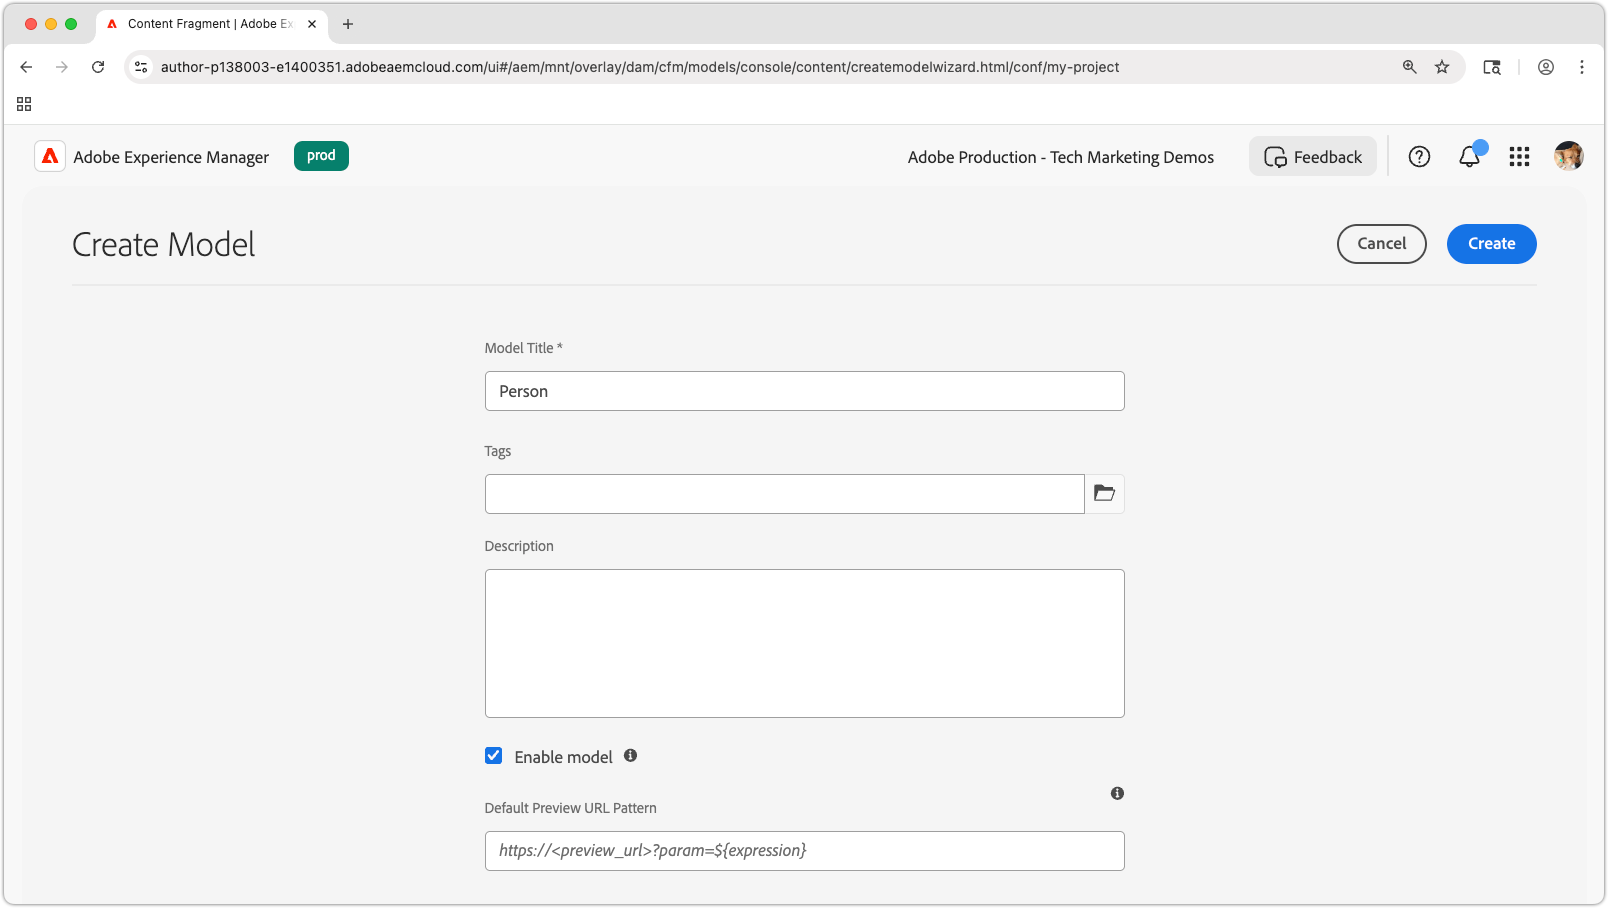 Content Fragment | Adobe Ex
author-p138003-e1400351.adobeaemcloud.com/ui#/aem/mnt/overlay/dam/cfm/models/console/content/createmodelwizard.html/conf/my-project
Adobe Experience Manager
prod
Adobe Production - Tech Marketing Demos
Feedback
Create Model
Cancel
Create
Model Title *
Person
Tags
Description
Enable model
Default Preview URL Pattern
https://<preview_url>?param=${expression}